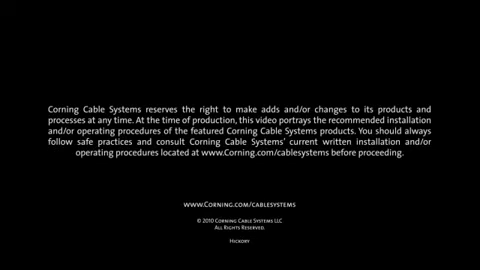 Corning Cable Systems reserves the right to make adds and/or changes to its products and
processes at any time. At the time of production, this video portrays the recommended installation
and/or operating procedures of the featured Corning Cable Systems products. You should always
follow safe practices and consult Corning Cable Systems' current written installation and/or
operating procedures located at www.Corning.com/cablesystems before proceeding.
www.Corning.com/cablesystems
© 2010 Corning Cable Systems LLC
All Rights Reserved.
Hickory